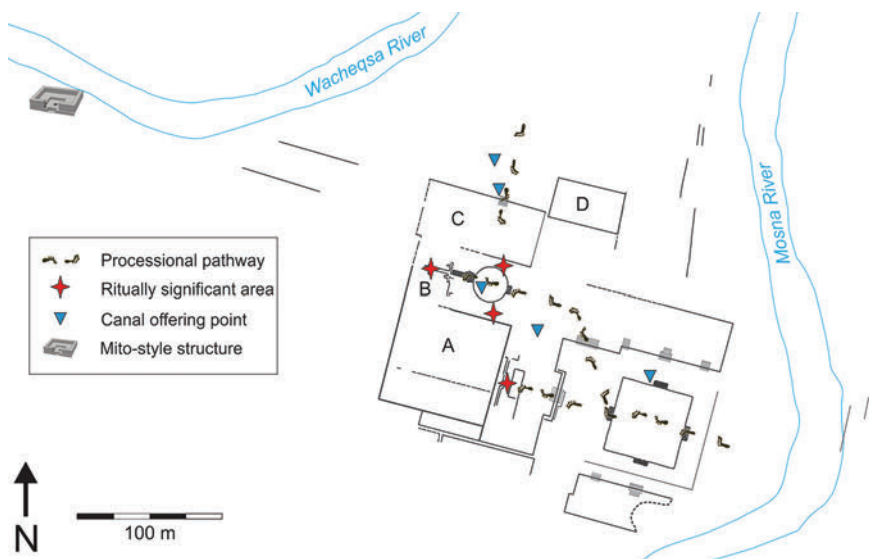 Wacheqsa River
Mosna River
D
C
B
A
Processional pathway
Ritually significant area
Canal offering point
Mito-style structure
N
100 m